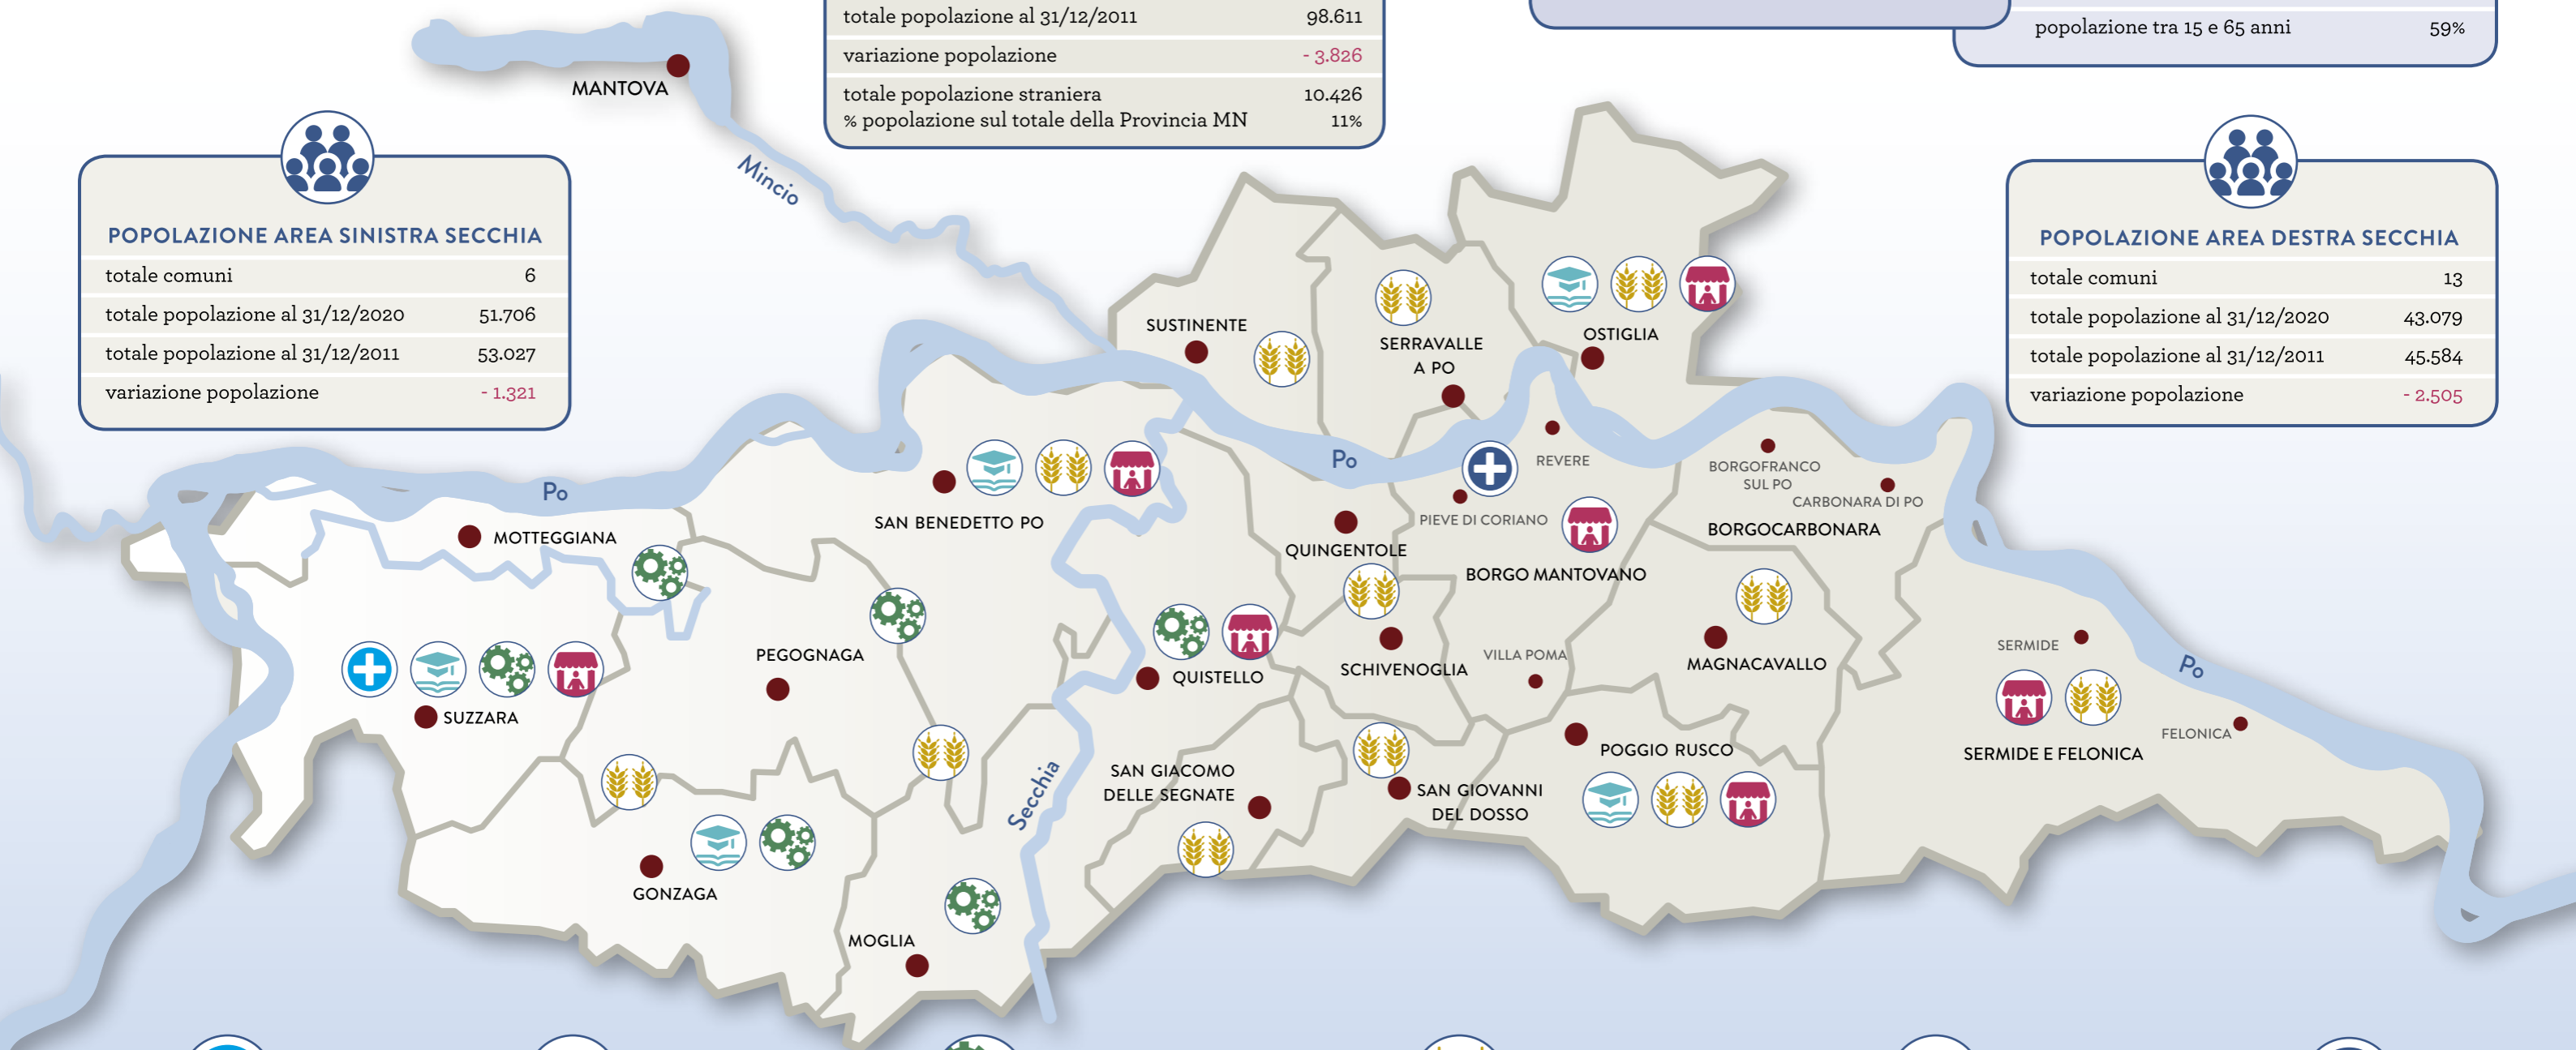 totale popolazione al 31/12/2011 98.611
variazione popolazione - 3.826
totale popolazione straniera 10.426
% popolazione sul totale della Provincia MN 11%
popolazione tra 15 e 65 anni 59%
MANTOVA
Mincio
POPOLAZIONE AREA SINISTRA SECCHIA
totale comuni 6
totale popolazione al 31/12/2020 51.706
totale popolazione al 31/12/2011 53.027
variazione popolazione - 1.321
POPOLAZIONE AREA DESTRA SECCHIA
totale comuni 13
totale popolazione al 31/12/2020 43.079
totale popolazione al 31/12/2011 45.584
variazione popolazione - 2.505
SUSTINENTE
SERRAVALLE
A PO
OSTIGLIA
Po
Po
REVERE
BORGOFRANCO
SUL PO
CARBONARA DI PO
BORGOCARBONARA
MOTTEGGIANA
SAN BENEDETTO PO
PIEVE DI CORIANO
QUINGENTOLE
BORGO MANTOVANO
PEGOGNAGA
QUISTELLO
SCHIVENOGLIA
VILLA POMA
MAGNACAVALLO
SERMIDE
Po
SUZZARA
FELONICA
SERMIDE E FELONICA
POGGIO RUSCO
Secchia
SAN GIACOMO
DELLE SEGNATE
SAN GIOVANNI
DEL DOSSO
GONZAGA
MOGLIA